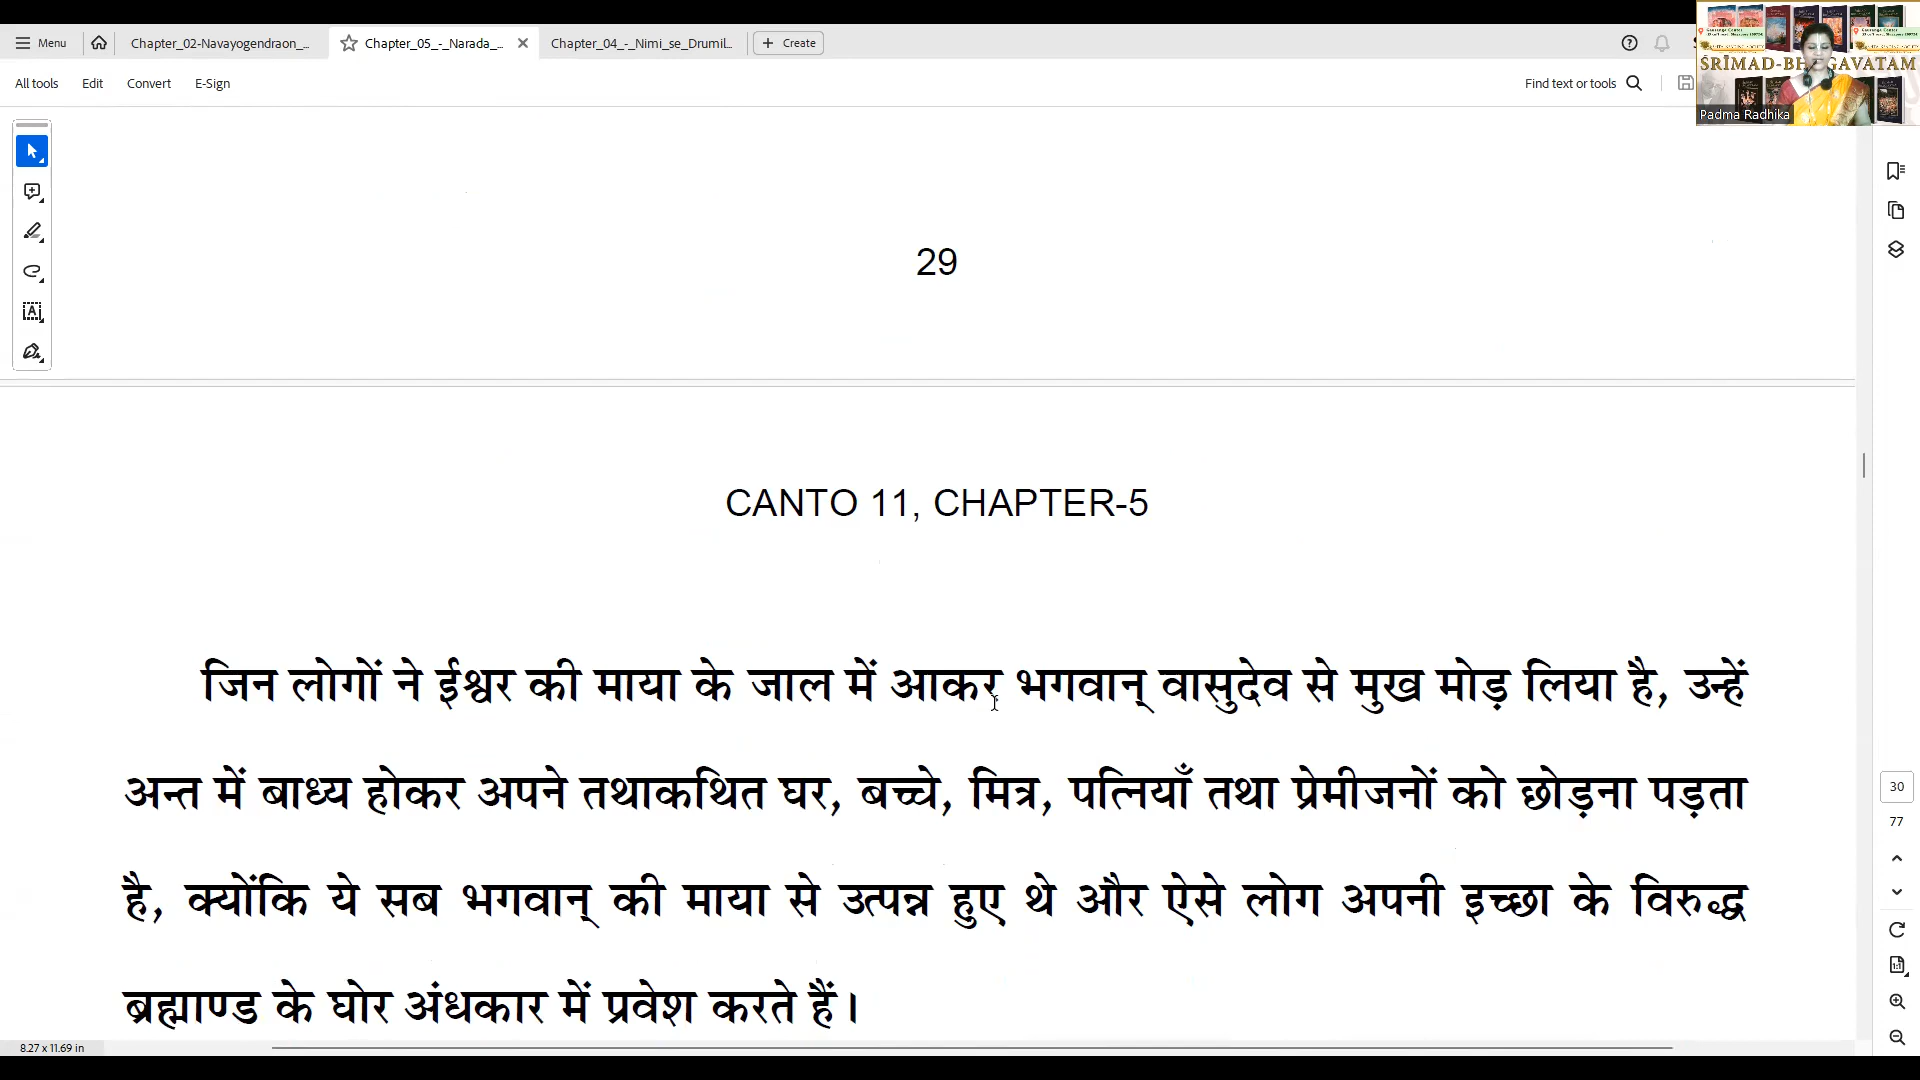 Menu
Chapter_02-Navayogendraon_...
Chapter_05_-_Narada_...
Chapter_04_-_Nimi_se_Drumil...
Create
All tools
Edit
Convert
E-Sign
Find text or tools
ŚRĪMAD-BHĀGAVATAM
Padma Radhika
29
CANTO 11, CHAPTER-5
जिन लोगों ने ईश्वर की माया के जाल में आकर भगवान् वासुदेव से मुख मोड़ लिया है, उन्हें
अन्त में बाध्य होकर अपने तथाकथित घर, बच्चे, मित्र, पत्नियाँ तथा प्रेमीजनों को छोड़ना पड़ता
है, क्योंकि ये सब भगवान् की माया से उत्पन्न हुए थे और ऐसे लोग अपनी इच्छा के विरुद्ध
ब्रह्माण्ड के घोर अंधकार में प्रवेश करते हैं।
30
77
8.27 x 11.69 in